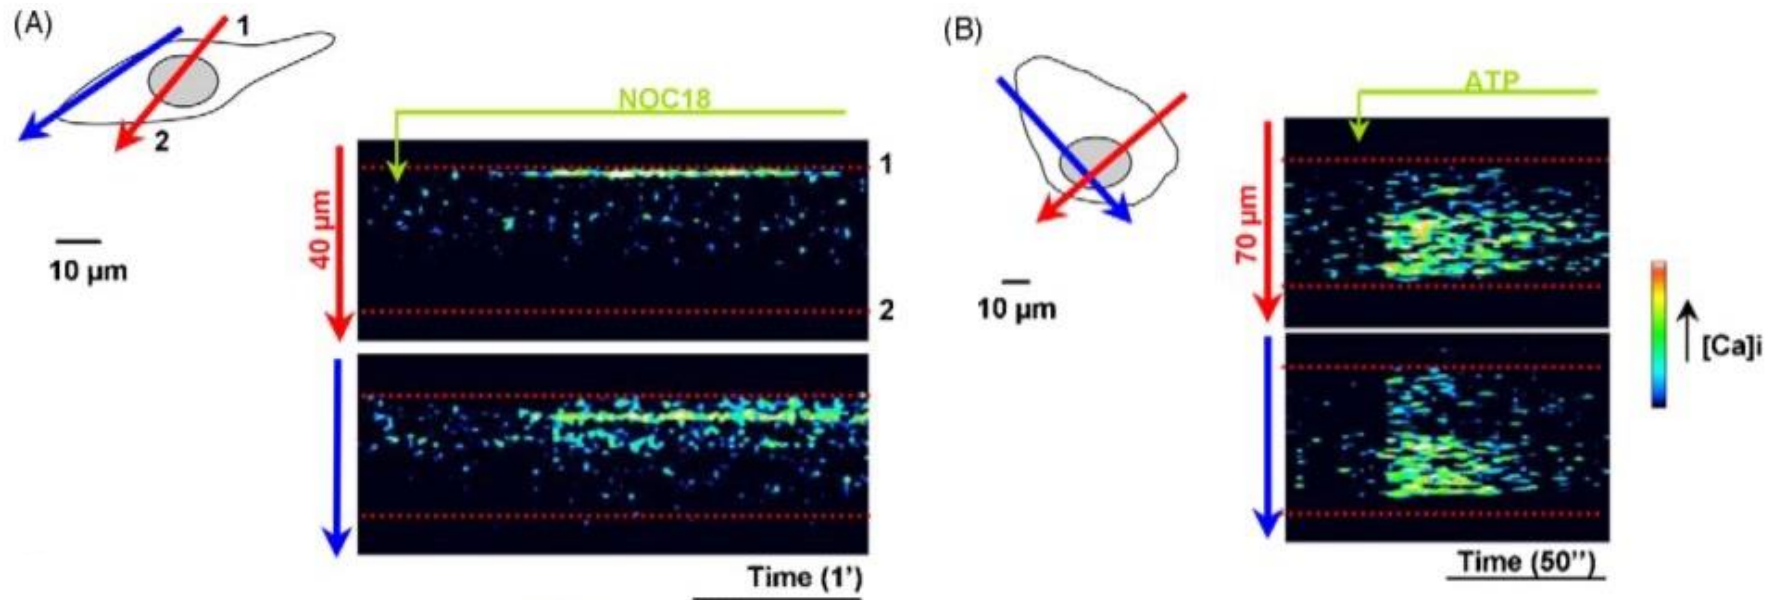 (A)
1
2
10 µm
NOC18
40 µm
1
2
Time (1')
(B)
10 µm
ATP
70 µm
[Ca]i
Time (50'')